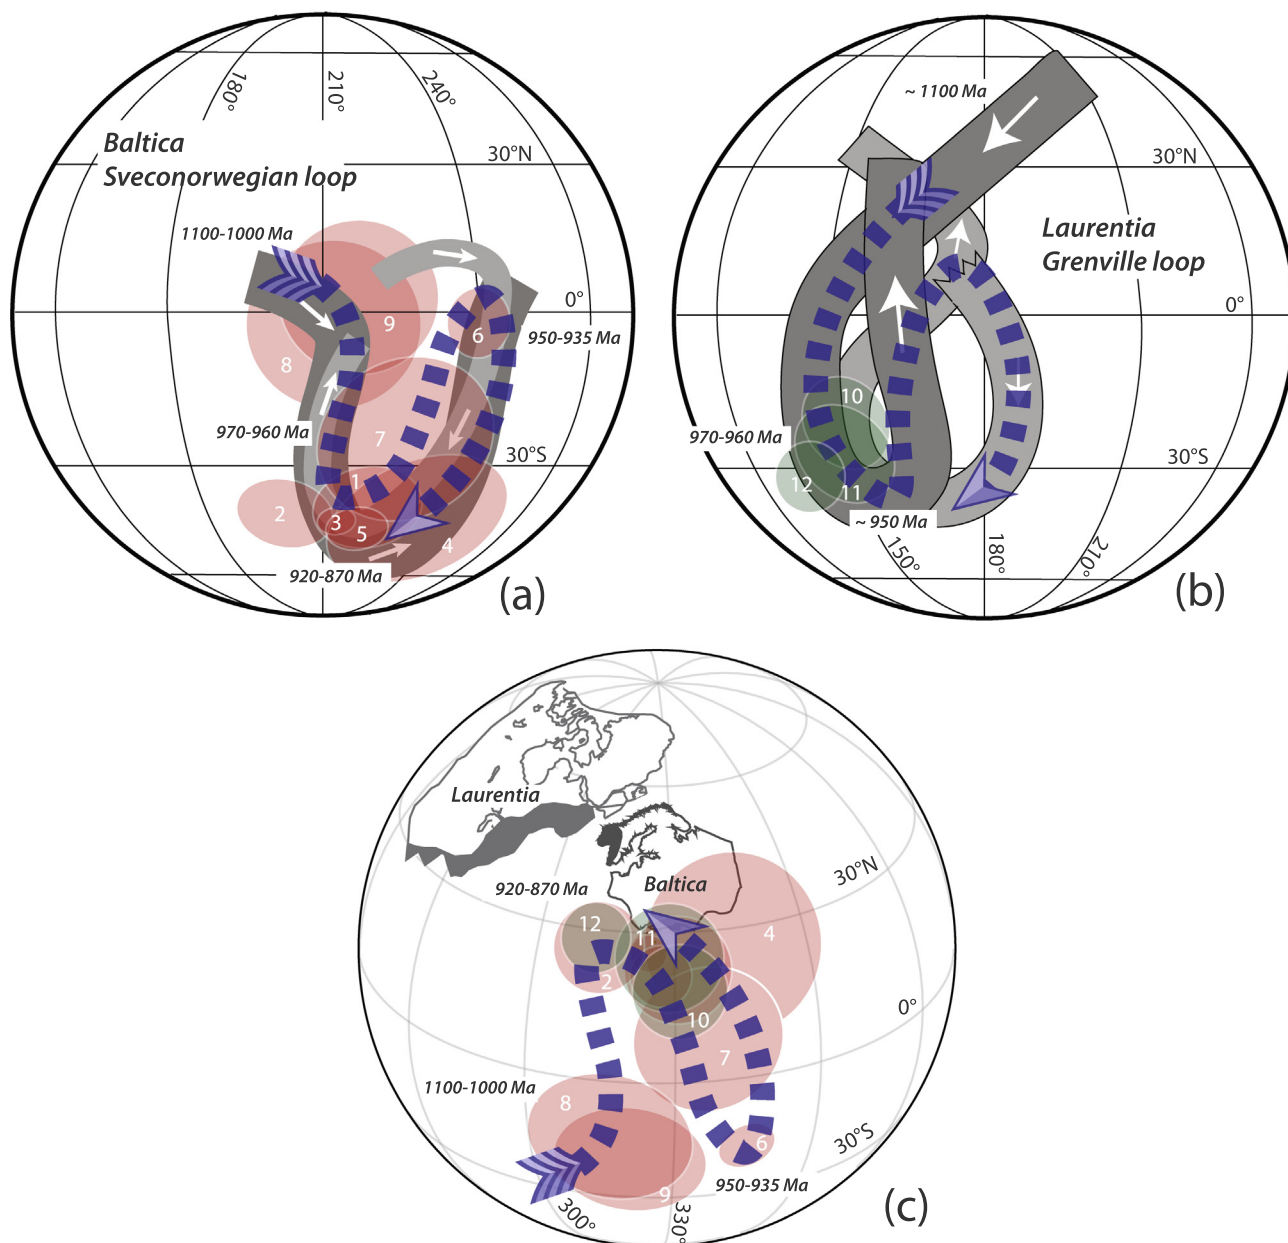 180°
210°
240°
Baltica
Sveconorwegian loop
30°N
1100-1000 Ma
0°
9
6
950-935 Ma
8
970-960 Ma
7
30°S
1
2
3
5
4
920-870 Ma
(a)
~ 1100 Ma
30°N
Laurentia
Grenville loop
0°
10
970-960 Ma
30°S
12
11
~ 950 Ma
150°
180°
210°
(b)
Laurentia
30°N
920-870 Ma
Baltica
12
11
4
2
0°
10
7
1100-1000 Ma
8
30°S
6
950-935 Ma
9
300°
330°
(c)